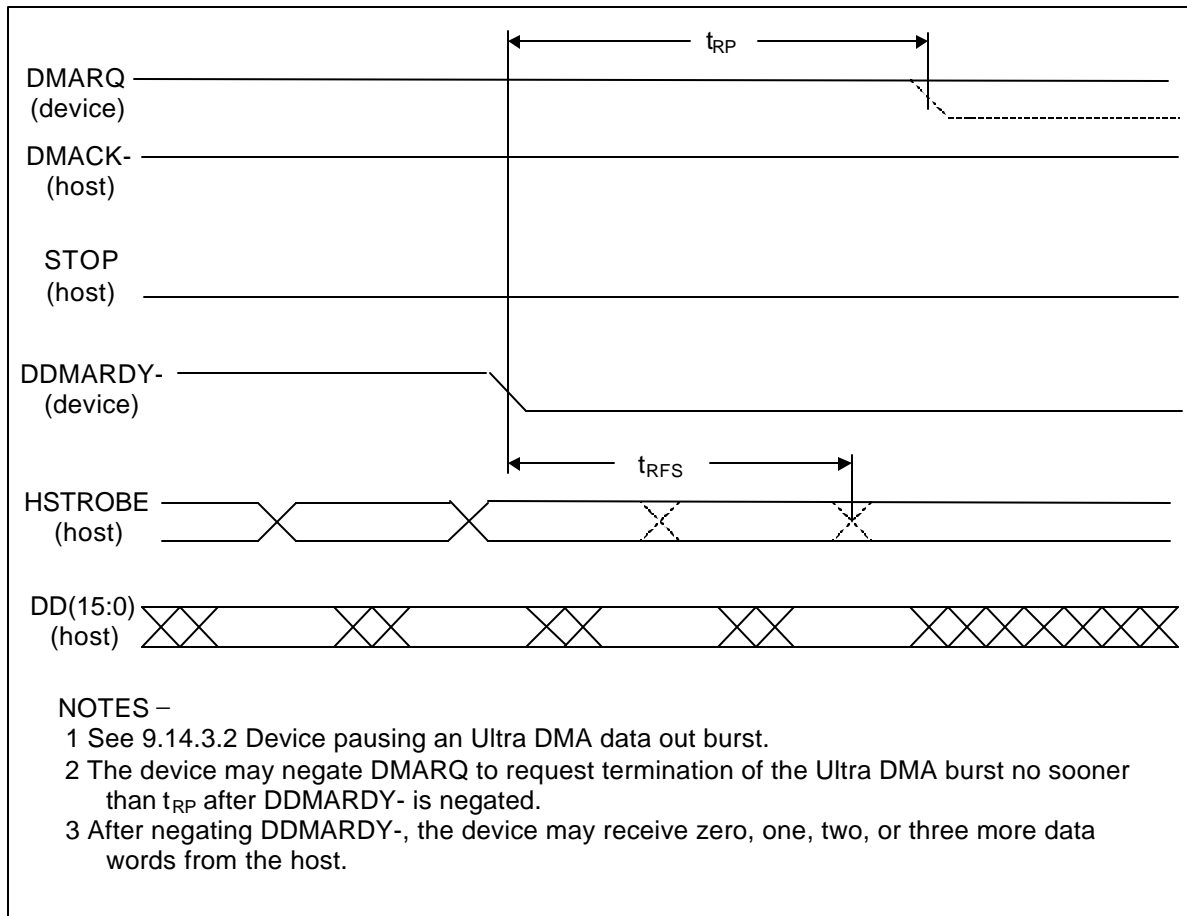 tRP
DMARQ
(device)
DMACK-
(host)
STOP
(host)
DDMARDY-
(device)
tRFS
HSTROBE
(host)
DD(15:0)
(host)
NOTES −
1 See 9.14.3.2 Device pausing an Ultra DMA data out burst.
2 The device may negate DMARQ to request termination of the Ultra DMA burst no sooner
than tRP after DDMARDY- is negated.
3 After negating DDMARDY-, the device may receive zero, one, two, or three more data
words from the host.